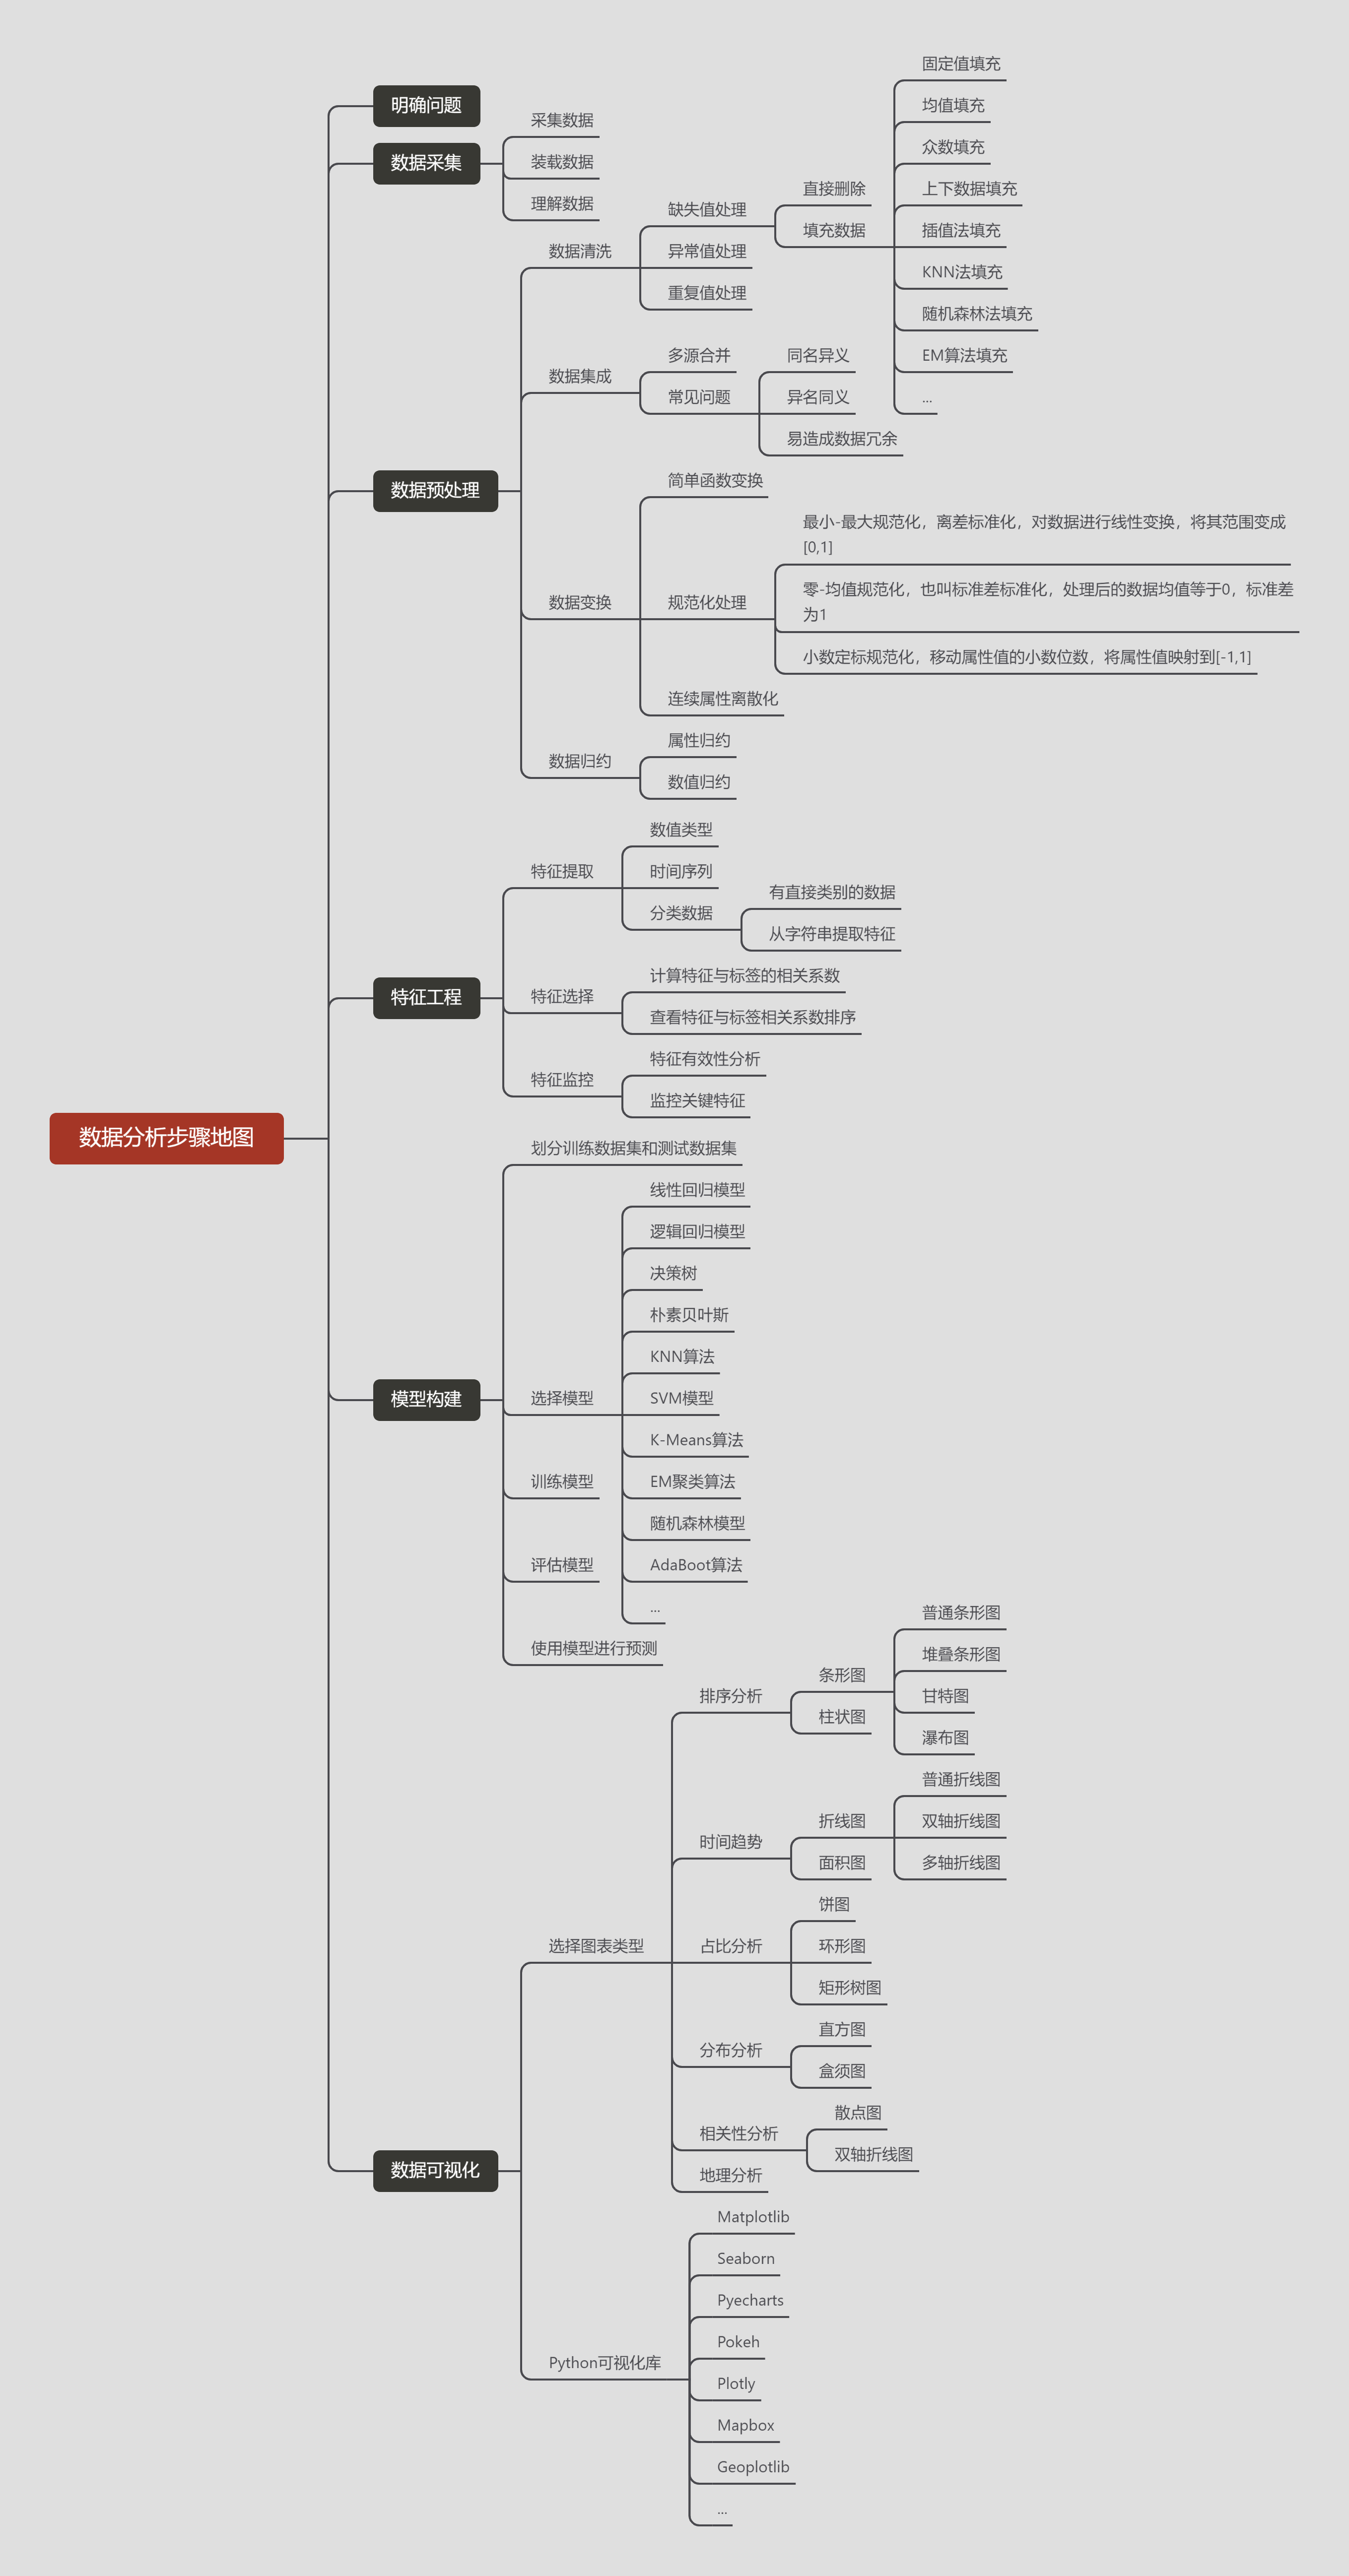 数据分析步骤地图
明确问题
数据采集
采集数据
装载数据
理解数据
数据预处理
数据清洗
缺失值处理
直接删除
填充数据
固定值填充
均值填充
众数填充
上下数据填充
插值法填充
KNN法填充
随机森林法填充
EM算法填充
...
异常值处理
重复值处理
数据集成
多源合并
常见问题
同名异义
异名同义
易造成数据冗余
数据变换
简单函数变换
规范化处理
最小-最大规范化，离差标准化，对数据进行线性变换，将其范围变成
[0,1]
零-均值规范化，也叫标准差标准化，处理后的数据均值等于0，标准差
为1
小数定标规范化，移动属性值的小数位数，将属性值映射到[-1,1]
连续属性离散化
数据归约
属性归约
数值归约
特征工程
特征提取
数值类型
时间序列
分类数据
有直接类别的数据
从字符串提取特征
特征选择
计算特征与标签的相关系数
查看特征与标签相关系数排序
特征监控
特征有效性分析
监控关键特征
模型构建
划分训练数据集和测试数据集
选择模型
线性回归模型
逻辑回归模型
决策树
朴素贝叶斯
KNN算法
SVM模型
K-Means算法
EM聚类算法
随机森林模型
AdaBoot算法
...
训练模型
评估模型
使用模型进行预测
数据可视化
选择图表类型
排序分析
条形图
普通条形图
堆叠条形图
甘特图
瀑布图
柱状图
时间趋势
折线图
普通折线图
双轴折线图
多轴折线图
面积图
占比分析
饼图
环形图
矩形树图
分布分析
直方图
盒须图
相关性分析
散点图
双轴折线图
地理分析
Python可视化库
Matplotlib
Seaborn
Pyecharts
Pokeh
Plotly
Mapbox
Geoplotlib
...